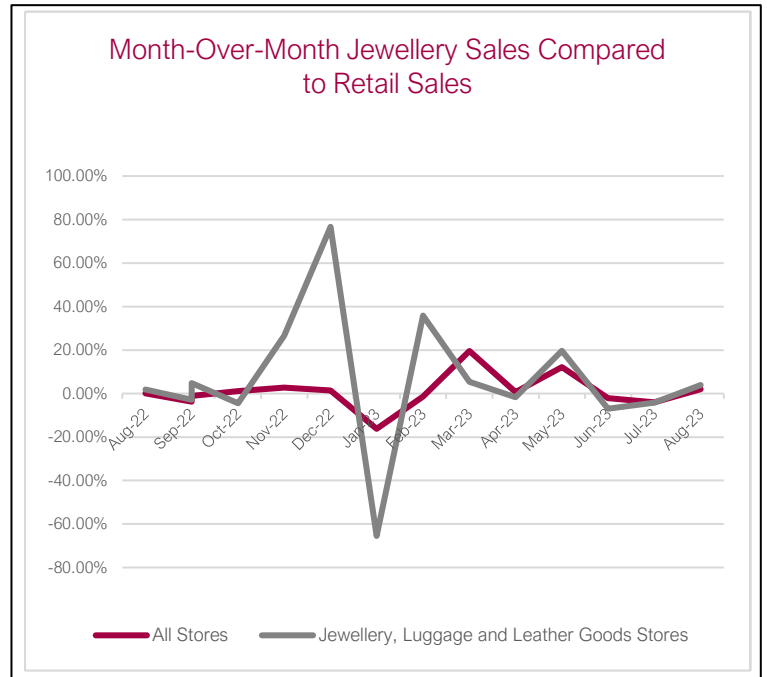 Month-Over-Month Jewellery Sales Compared
to Retail Sales
100.00%
80.00%
60.00%
40.00%
20.00%
0.00%
-20.00%
-40.00%
-60.00%
-80.00%
Aug-22
Sep-22
Oct-22
Nov-22
Dec-22
Jan-23
Feb-23
Mar-23
Apr-23
May-23
Jun-23
Jul-23
Aug-23
All Stores
Jewellery, Luggage and Leather Goods Stores